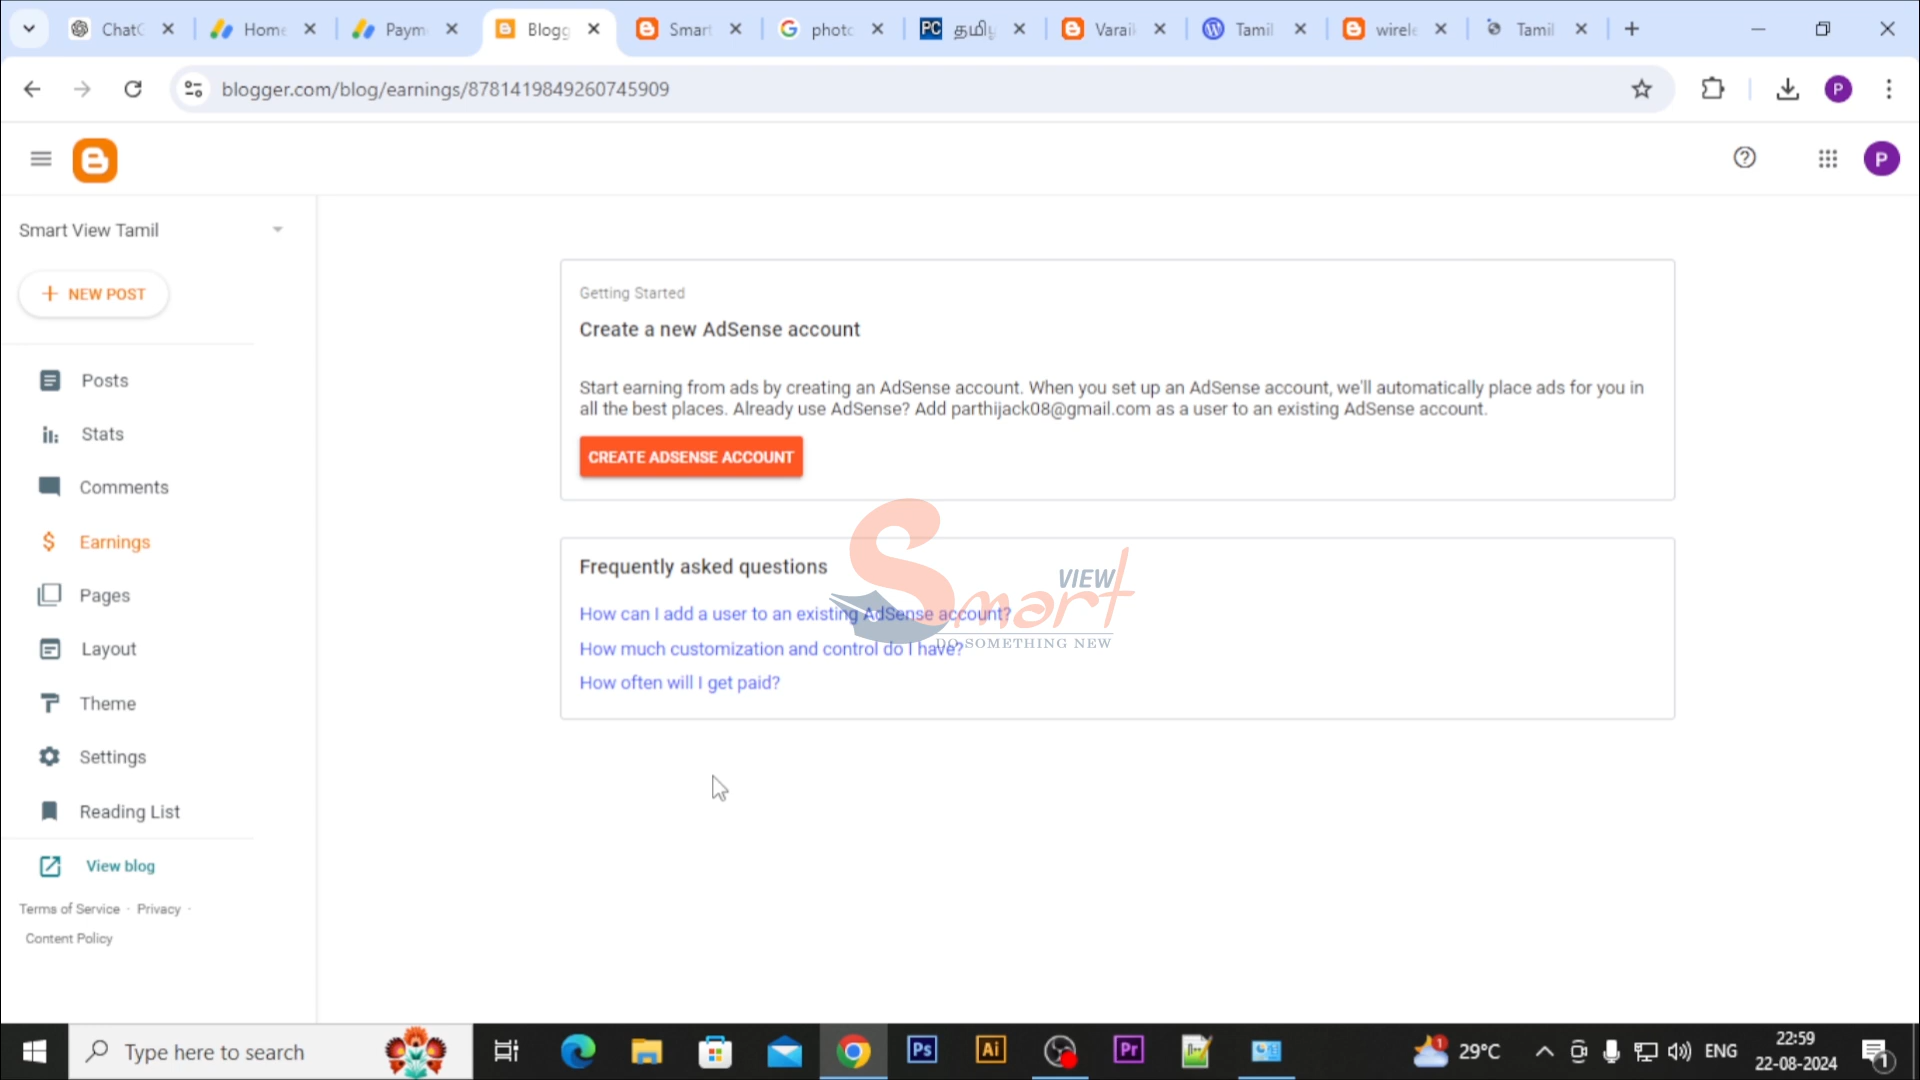 Home
Paym
Blogg
Smart
photo
PC
Tamil
Tamil
blogger.com/blog/earnings/8781419849260745909
P
P
Smart View Tamil
NEW POST
Posts
Stats
Comments
Earnings
Pages
Layout
Theme
Settings
Reading List
View blog
Terms of Service · Privacy ·
Content Policy
Getting Started
Create a new AdSense account
Start earning from ads by creating an AdSense account. When you set up an AdSense account, we'll automatically place ads for you in
all the best places. Already use AdSense? Add parthijack08@gmail.com as a user to an existing AdSense account.
CREATE ADSENSE ACCOUNT
Frequently asked questions
How can I add a user to an existing AdSense account?
How much customization and control do I have?
How often will I get paid?
Smart
VIEW
DO SOMETHING NEW
Type here to search
Ps
Ai
Pr
1
29°C
ENG
22:59
22-08-2024
1